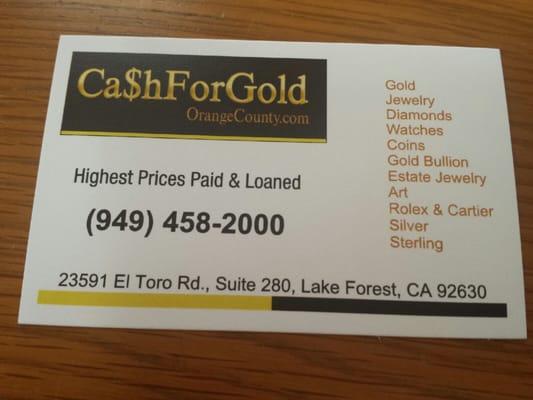 Ca$hForGold
OrangeCounty.com
Highest Prices Paid & Loaned
(949) 458-2000
Gold
Jewelry
Diamonds
Watches
Coins
Gold Bullion
Estate Jewelry
Art
Rolex & Cartier
Silver
Sterling
23591 El Toro Rd., Suite 280, Lake Forest, CA 92630